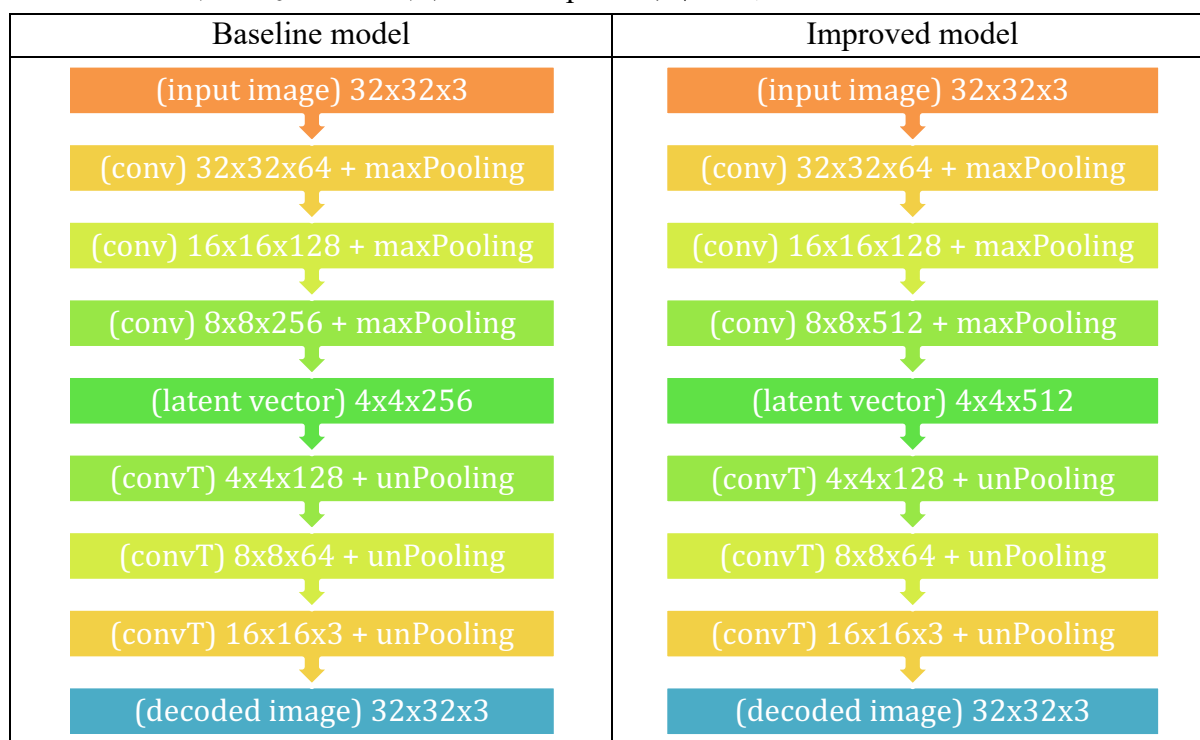 Baseline model
Improved model
(input image) 32x32x3
(conv) 32x32x64 + maxPooling
(conv) 16x16x128 + maxPooling
(conv) 8x8x256 + maxPooling
(latent vector) 4x4x256
(convT) 4x4x128 + unPooling
(convT) 8x8x64 + unPooling
(convT) 16x16x3 + unPooling
(decoded image) 32x32x3
(input image) 32x32x3
(conv) 32x32x64 + maxPooling
(conv) 16x16x128 + maxPooling
(conv) 8x8x512 + maxPooling
(latent vector) 4x4x512
(convT) 4x4x128 + unPooling
(convT) 8x8x64 + unPooling
(convT) 16x16x3 + unPooling
(decoded image) 32x32x3